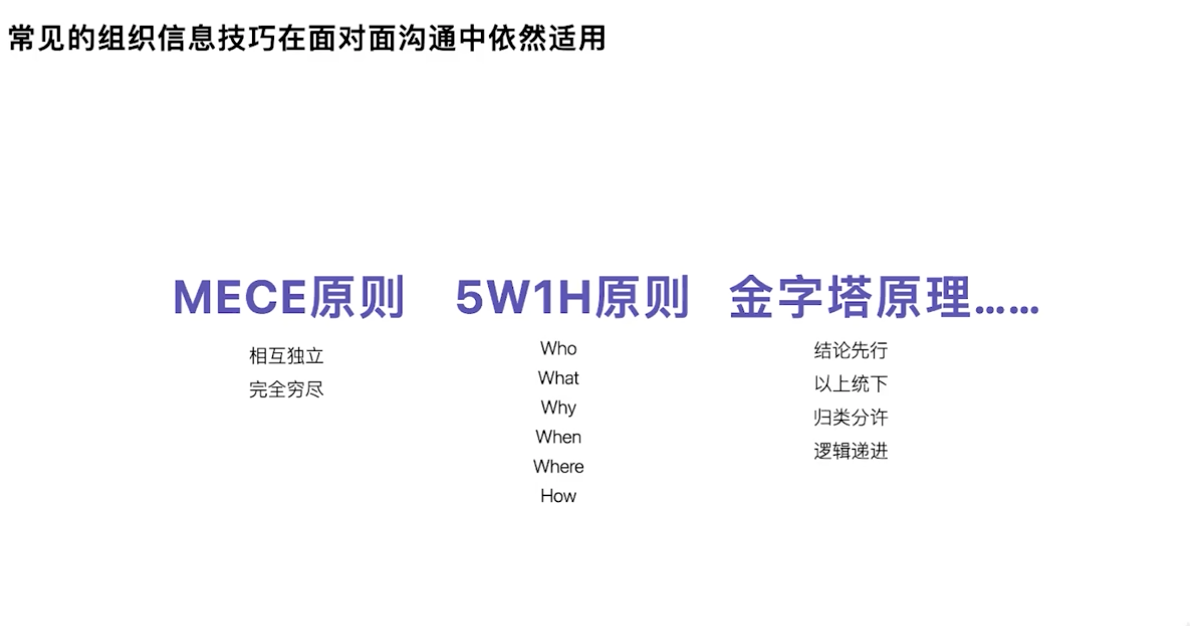 常见的组织信息技巧在面对面沟通中依然适用
MECE原则
相互独立
完全穷尽
5W1H原则
Who
What
Why
When
Where
How
金字塔原理……
结论先行
以上统下
归类分许
逻辑递进